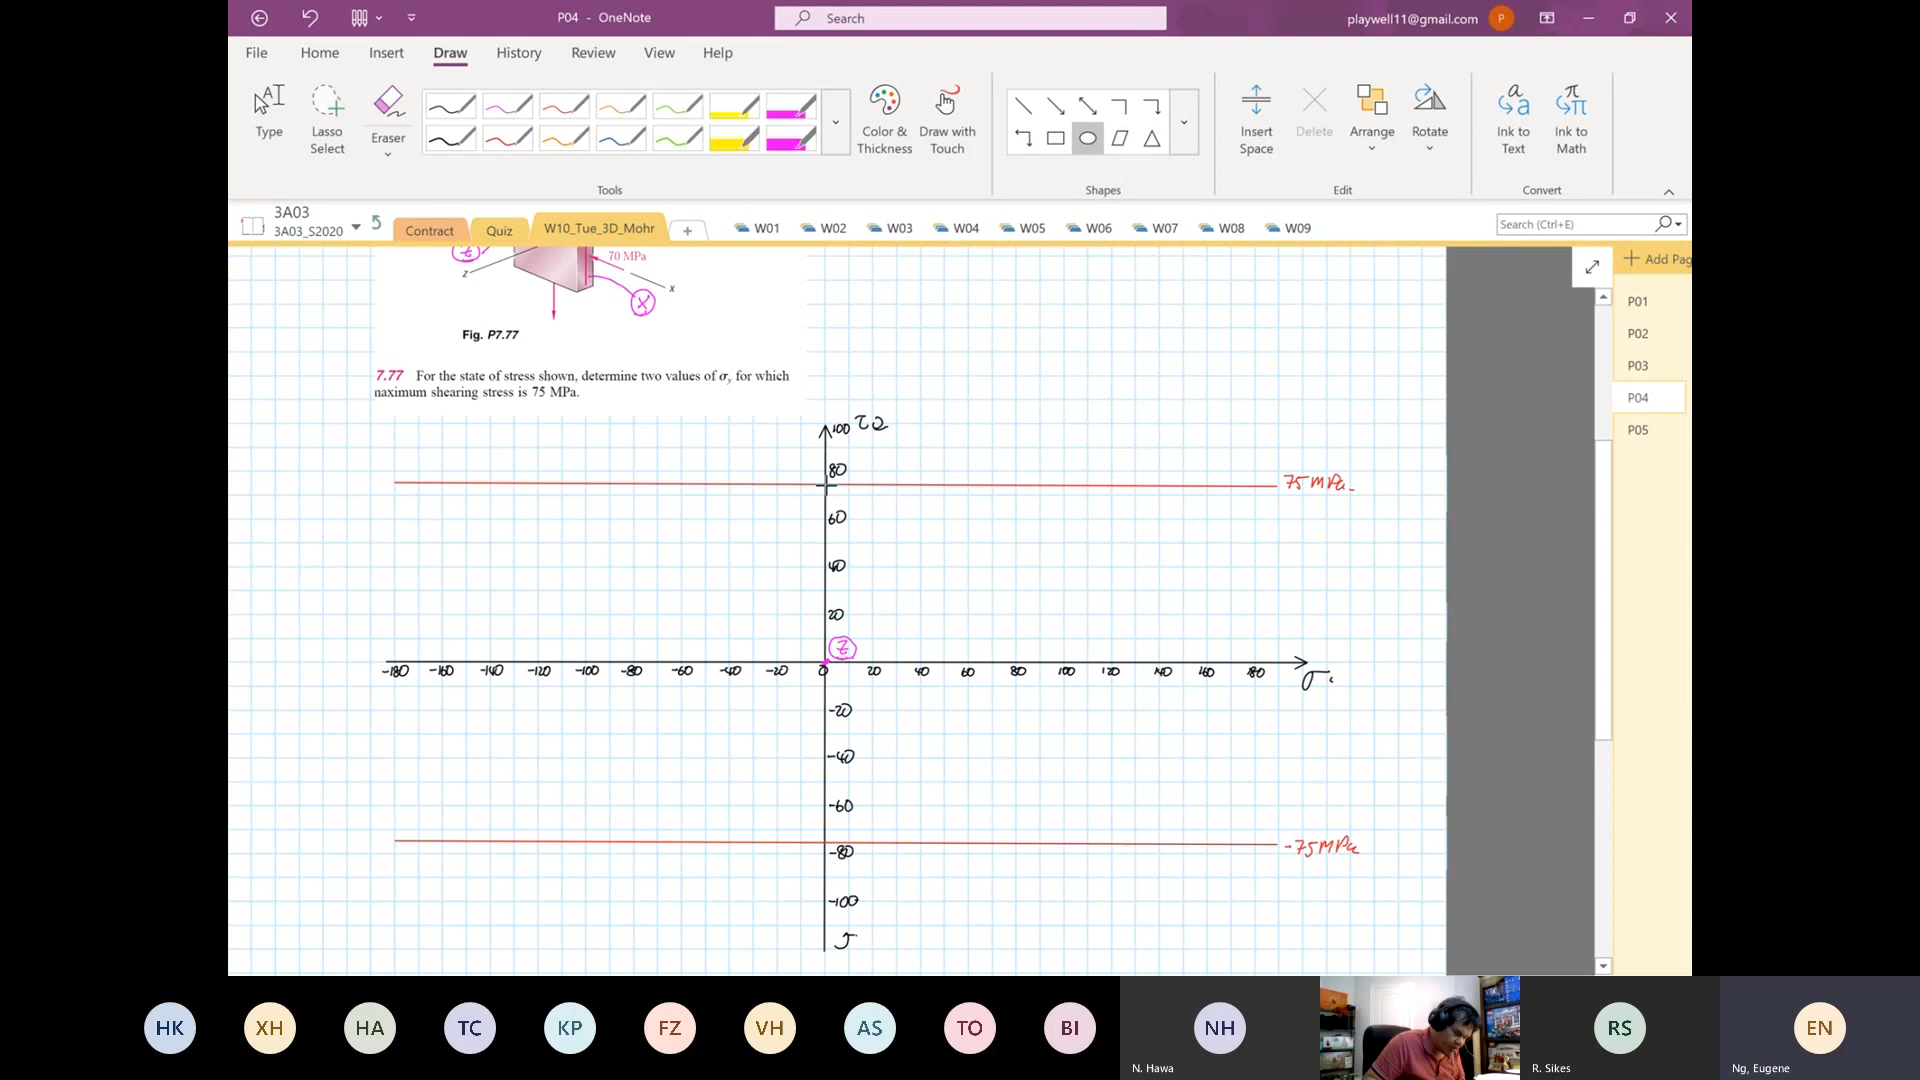 P04 - OneNote
Search
playwell11@gmail.com
P
File Home Insert Draw History Review View Help
Type
Lasso Select
Eraser
Color & Thickness
Draw with Touch
Insert Space
Delete
Arrange
Rotate
Ink to Text
Ink to Math
Tools
Shapes
Edit
Convert
3A03
3A03_S2020
Contract
Quiz
W10_Tue_3D_Mohr
W01 W02 W03 W04 W05 W06 W07 W08 W09
Search (Ctrl+E)
Add Pag
P01
P02
P03
P04
P05
z
70 MPa
x
X
Fig. P7.77
7.77 For the state of stress shown, determine two values of σy for which
naximum shearing stress is 75 MPa.
100
80
75 MPa
60
40
20
Z
-180 -160 -140 -120 -100 -80 -60 -40 -20 0 20 40 60 80 100 120 140 160 180
σ
-20
-40
-60
-75 MPa
-80
-100
HK XH HA TC KP FZ VH AS TO BI NH RS EN
N. Hawa
R. Sikes
Ng, Eugene